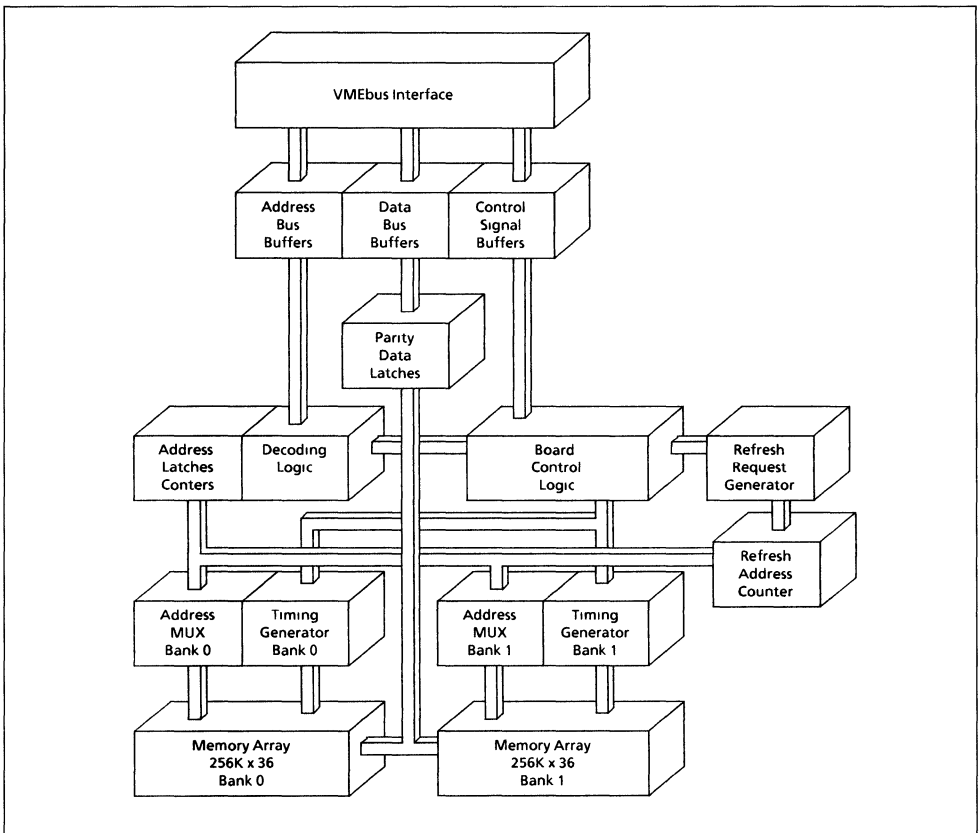 VMEbus Interface
Address
Bus
Buffers
Data
Bus
Buffers
Control
Signal
Buffers
Parity
Data
Latches
Address
Latches
Conters
Decoding
Logic
Board
Control
Logic
Refresh
Request
Generator
Refresh
Address
Counter
Address
MUX
Bank 0
Timing
Generator
Bank 0
Address
MUX
Bank 1
Timing
Generator
Bank 1
Memory Array
256K x 36
Bank 0
Memory Array
256K x 36
Bank 1